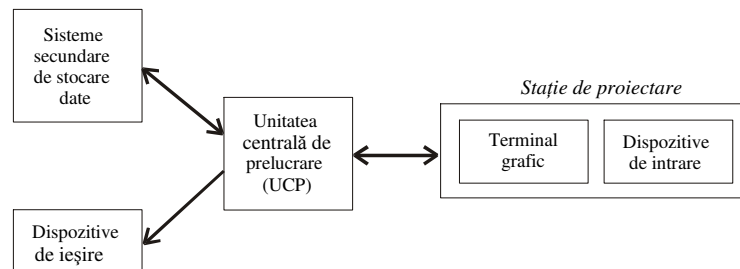 Sisteme
secundare
de stocare
date
Stație de proiectare
Unitatea
centrală de
prelucrare
(UCP)
Terminal
grafic
Dispozitive
de intrare
Dispozitive
de ieşire